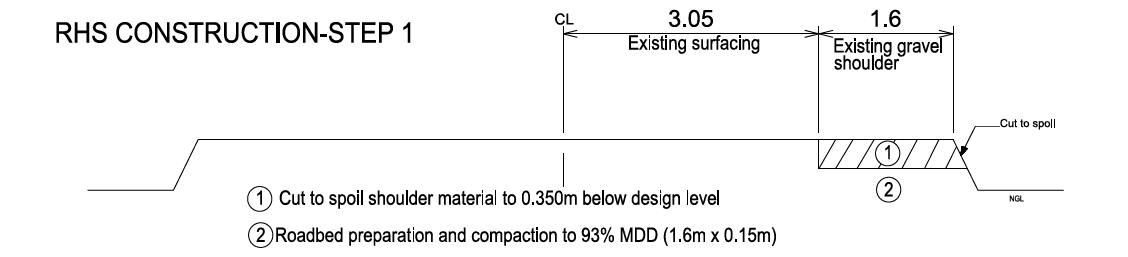 RHS CONSTRUCTION-STEP 1
CL
3.05
1.6
Existing surfacing
Existing gravel
shoulder
Cut to spoil
1
2
NGL
1 Cut to spoil shoulder material to 0.350m below design level
2 Roadbed preparation and compaction to 93% MDD (1.6m x 0.15m)